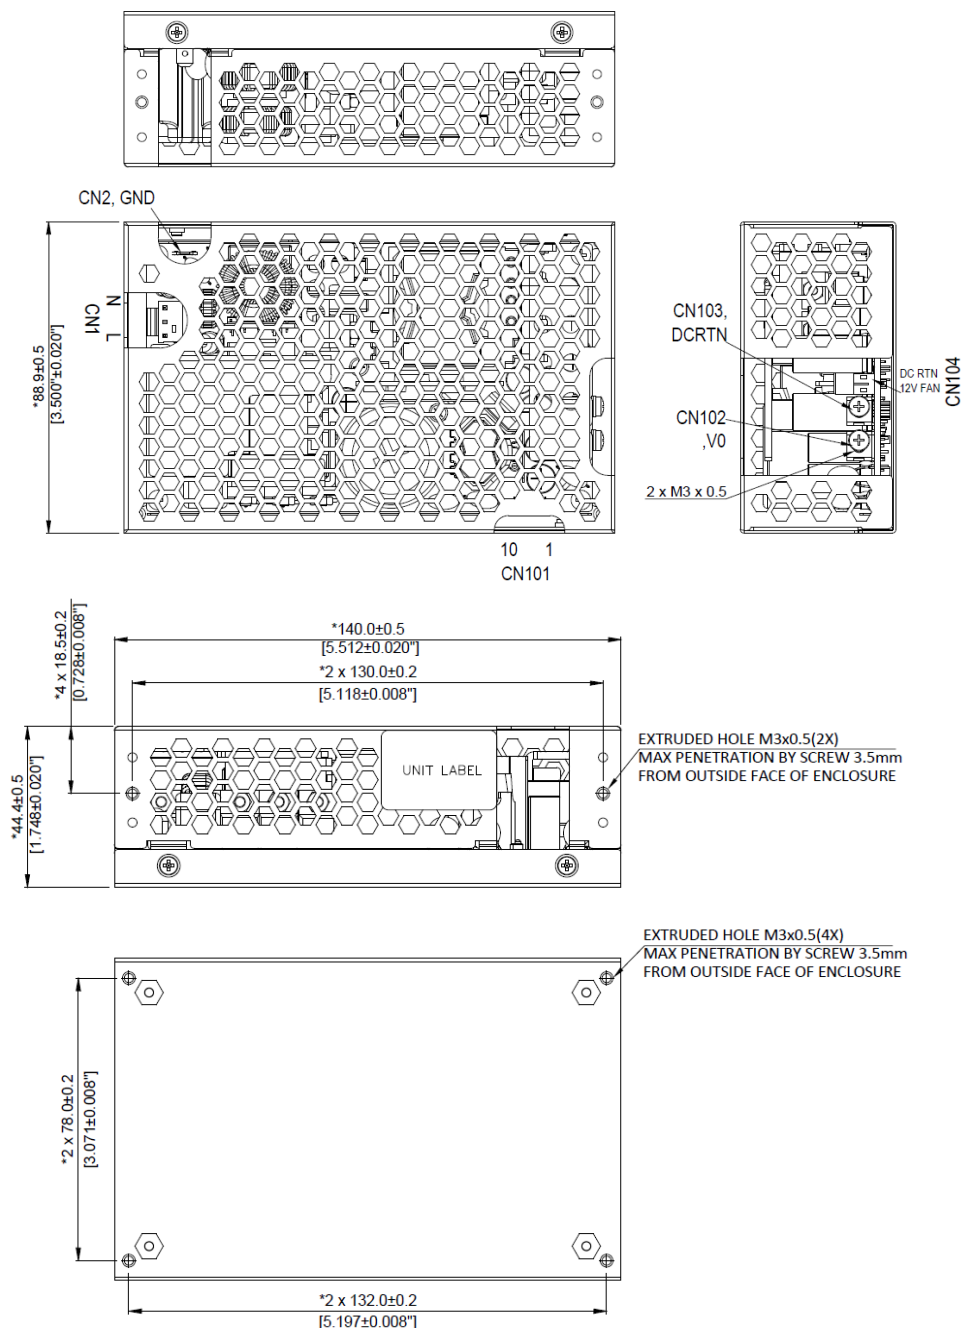 CN2, GND
*88.9±0.5
[3.500"±0.020"]
CN1
N
L
CN103,
DCRTN
CN102
,V0
2 x M3 x 0.5
DC RTN
12V FAN
CN104
10 1
CN101
*4 x 18.5±0.2
[0.728±0.008"]
*140.0±0.5
[5.512±0.020"]
*2 x 130.0±0.2
[5.118±0.008"]
*44.4±0.5
[1.748±0.020"]
UNIT LABEL
EXTRUDED HOLE M3x0.5(2X)
MAX PENETRATION BY SCREW 3.5mm
FROM OUTSIDE FACE OF ENCLOSURE
EXTRUDED HOLE M3x0.5(4X)
MAX PENETRATION BY SCREW 3.5mm
FROM OUTSIDE FACE OF ENCLOSURE
*2 x 78.0±0.2
[3.071±0.008"]
*2 x 132.0±0.2
[5.197±0.008"]